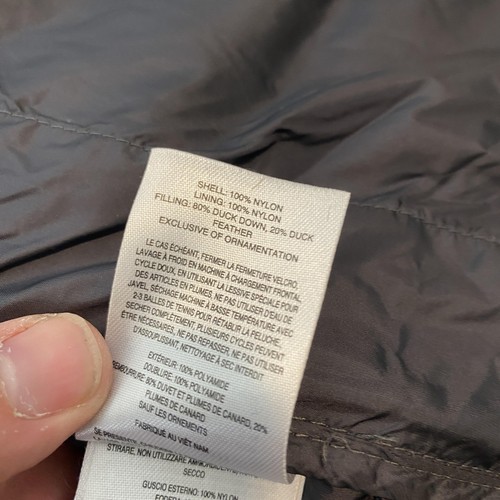 SHELL: 100% NYLON
LINING: 100% NYLON
FILLING: 80% DUCK DOWN, 20% DUCK
FEATHER
EXCLUSIVE OF ORNAMENTATION
LE CAS ÉCHÉANT, FERMER LA FERMETURE VELCRO,
LAVAGE À FROID EN MACHINE À CHARGEMENT FRONTAL,
CYCLE DOUX, EN UTILISANT LA LESSIVE SPÉCIALE POUR
DES ARTICLES EN PLUMES, NE PAS UTILISER D'EAU DE
JAVEL, SÉCHAGE MACHINE À BASSE TEMPÉRATURE AVEC
2-3 BALLES DE TENNIS POUR RÉTABLIR LA PELUCHE,
SÉCHER COMPLÈTEMENT, PLUSIEURS CYCLES PEUVENT
ÊTRE NÉCESSAIRES, NE PAS REPASSER, NE PAS UTILISER
D'ASSOUPLISSANT, NETTOYAGE À SEC INTERDIT
EXTÉRIEUR: 100% POLYAMIDE
DOUBLURE: 100% POLYAMIDE
REMBOURRURE 80% DUVET ET PLUMES DE CANARD, 20%
PLUMES DE CANARD
SAUF LES ORNEMENTS
FABRIQUÉ AU VIÊT NAM
SE PRESENTE,
STIRARE, NON UTILIZZARE
SECCO
GUSCIO ESTERNO: 100% NYLON